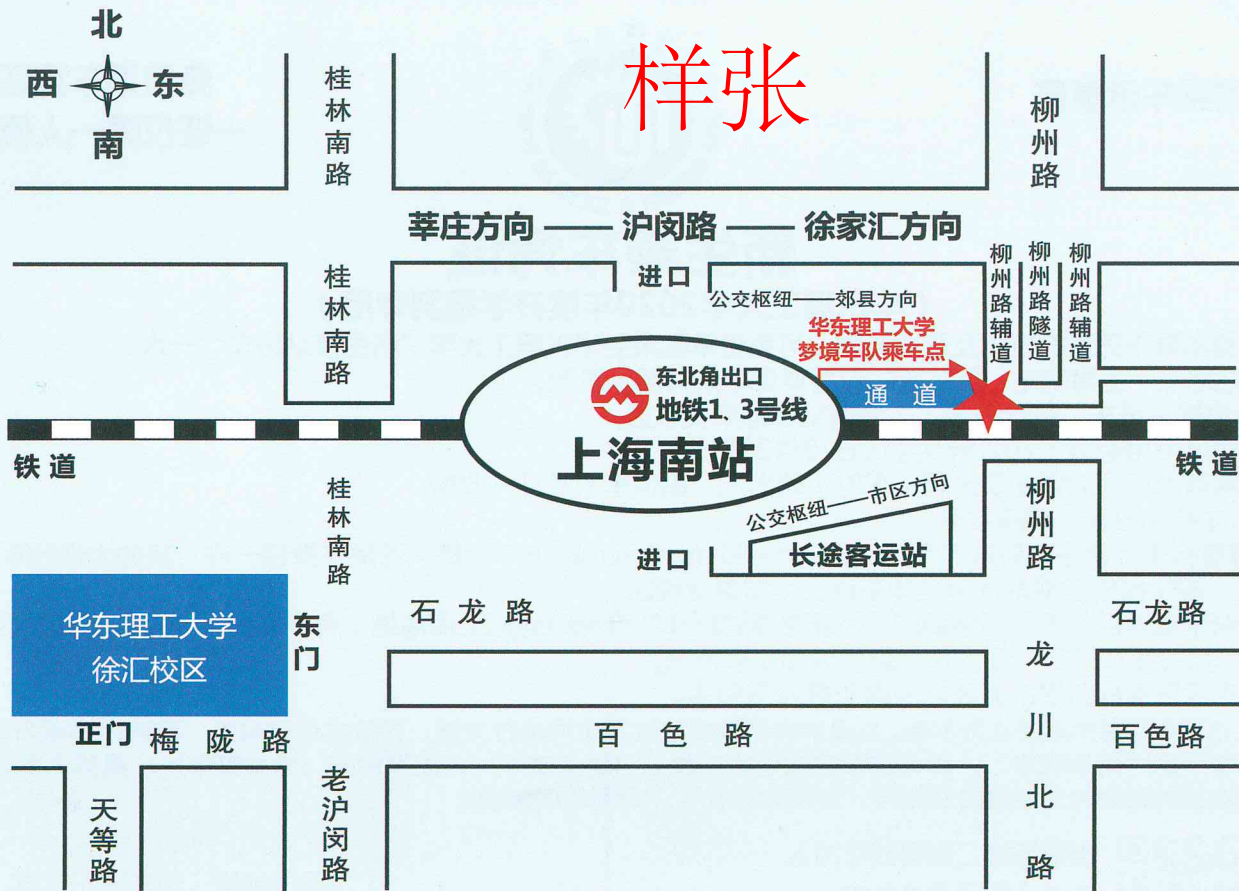 北
西 东
南
样张
桂林南路
柳州路
莘庄方向 —— 沪闵路 —— 徐家汇方向
桂林南路
进口
公交枢纽——郊县方向
柳州路辅道
柳州路隧道
柳州路辅道
华东理工大学
梦境车队乘车点
通道
东北角出口
地铁1、3号线
上海南站
铁道
铁道
桂林南路
公交枢纽——市区方向
进口
长途客运站
柳州路
华东理工大学
徐汇校区
东门
石龙路
石龙路
正门
梅陇路
百色路
百色路
天等路
老沪闵路
龙川北路